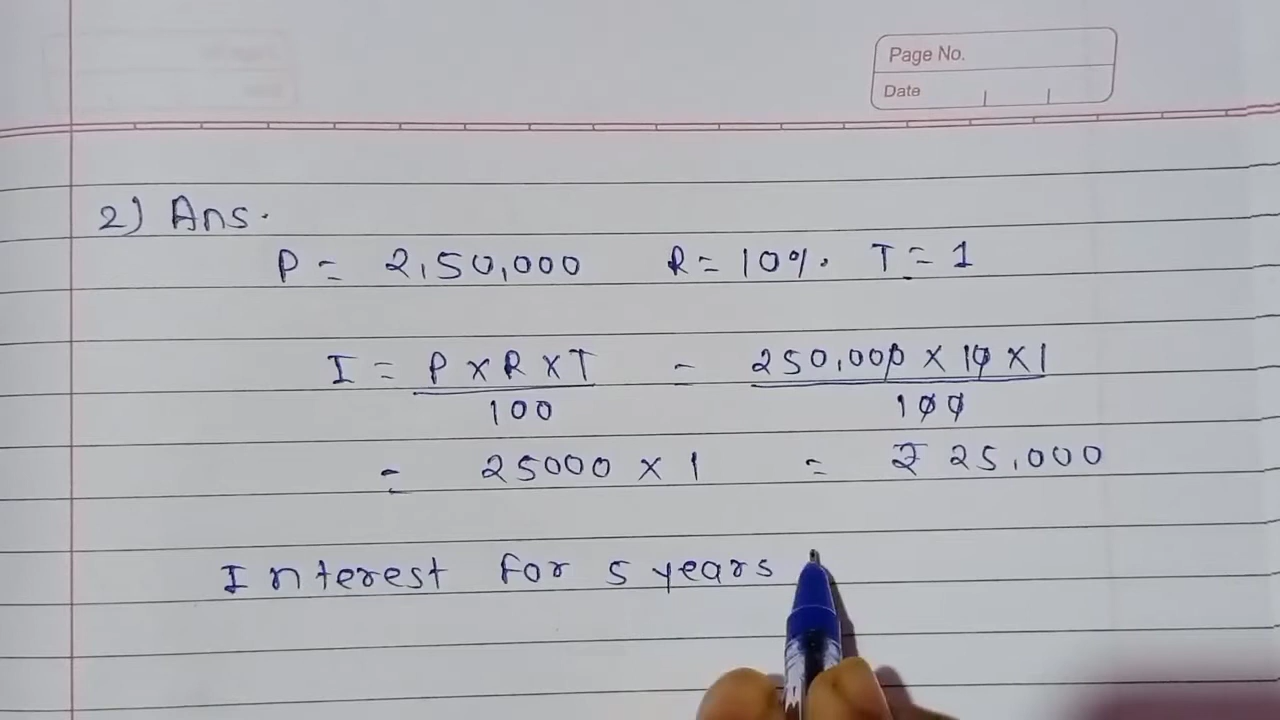 Page No.
Date
2) Ans.
P = 2,50,000 R = 10%. T = 1
I = P x R x T - 250,000 x 10 x 1
100 100
= 25000 x 1 = ₹ 25,000
Interest for 5 years